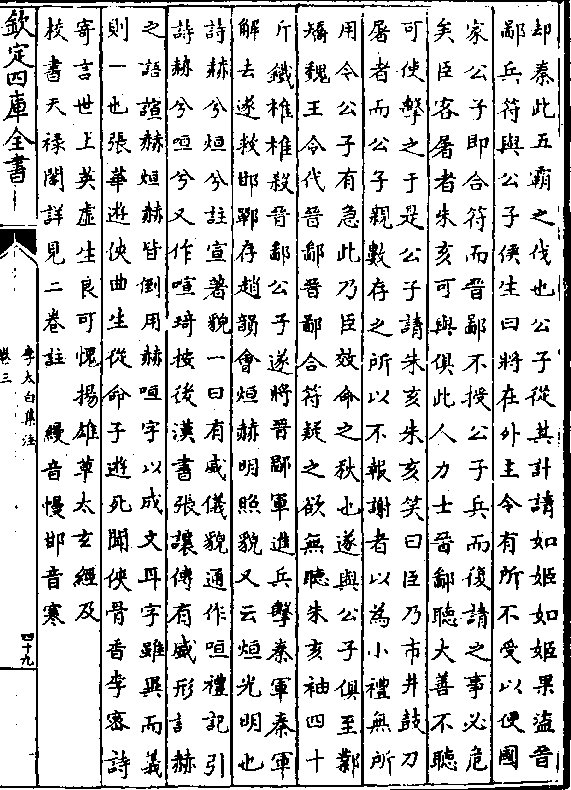 却秦此五霸之伐也公子從其計請如姬如姬果盜晉
鄙兵符與公子侯生曰將在外主令有所不受以便國
家公子即合符而晉鄙不授公子兵而復請之事必危
矣臣客屠者朱亥可與俱此人力士晉鄙聽大善不聽
可使擊之于是公子請朱亥朱亥笑曰臣乃市井鼓刀
屠者而公子親數存之所以不報謝者以為小禮無所
用令公子有急此乃臣效命之秋也遂與公子俱至鄴
矯魏王令代晉鄙晉鄙合符疑之欲無聽朱亥袖四十
斤鐵椎椎殺晉鄙公子遂將晉鄙軍進兵擊秦軍秦軍
解去遂救邯鄲存趙韻會烜赫明照貌又云烜光明也
詩赫兮烜兮註宣著貌一曰有威儀貌通作咺禮記引
詩赫兮咺兮又作喧琦按後漢書張讓傳有威形言赫
之語諠赫烜赫皆倒用赫咺字以成文耳字雖異而義
則一也張華遊俠曲生從命子遊死聞俠骨香李密詩
寄言世上英虛生良可愧揚雄草太玄經及
校書天祿閣詳見二卷註 縵音慢邯音寒
欽定四庫全書
李太白集注
卷三
四十九